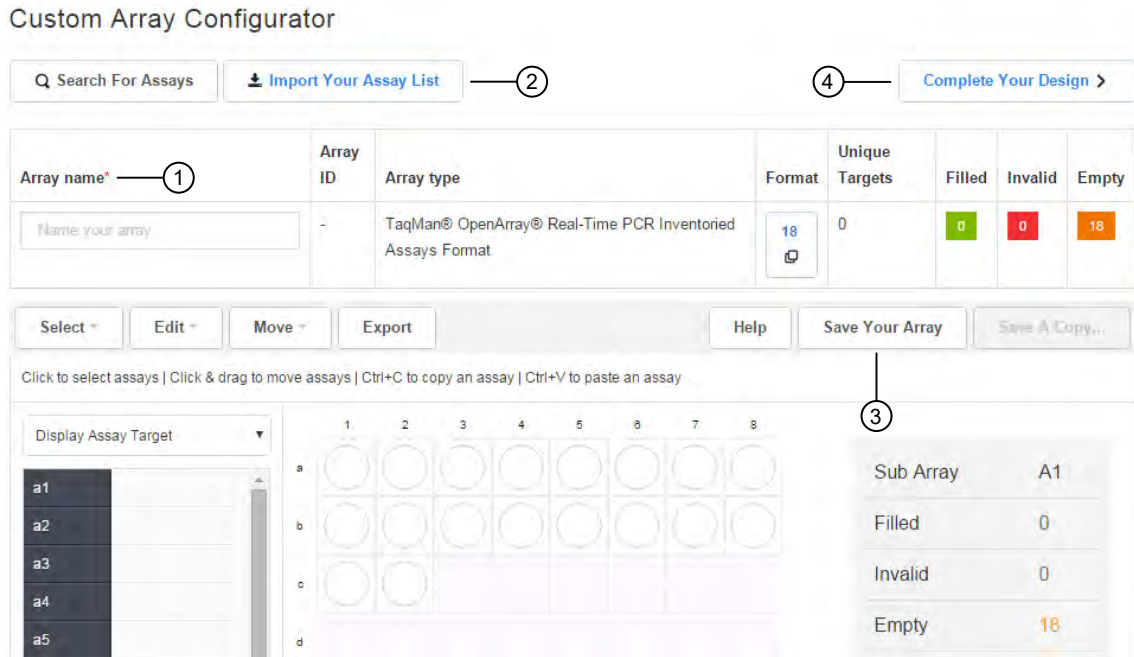 Custom Array Configurator
Search For Assays
Import Your Assay List
2
4
Complete Your Design >
Array name* 1
Array ID
Array type
Format
Unique Targets
Filled
Invalid
Empty
Name your array
-
TaqMan® OpenArray® Real-Time PCR Inventoried
Assays Format
18
0
0
0
18
Select
Edit
Move
Export
Help
Save Your Array
Save A Copy...
Click to select assays | Click & drag to move assays | Ctrl+C to copy an assay | Ctrl+V to paste an assay
3
Display Assay Target
1 2 3 4 5 6 7 8
a
b
c
d
a1
a2
a3
a4
a5
Sub Array A1
Filled 0
Invalid 0
Empty 18